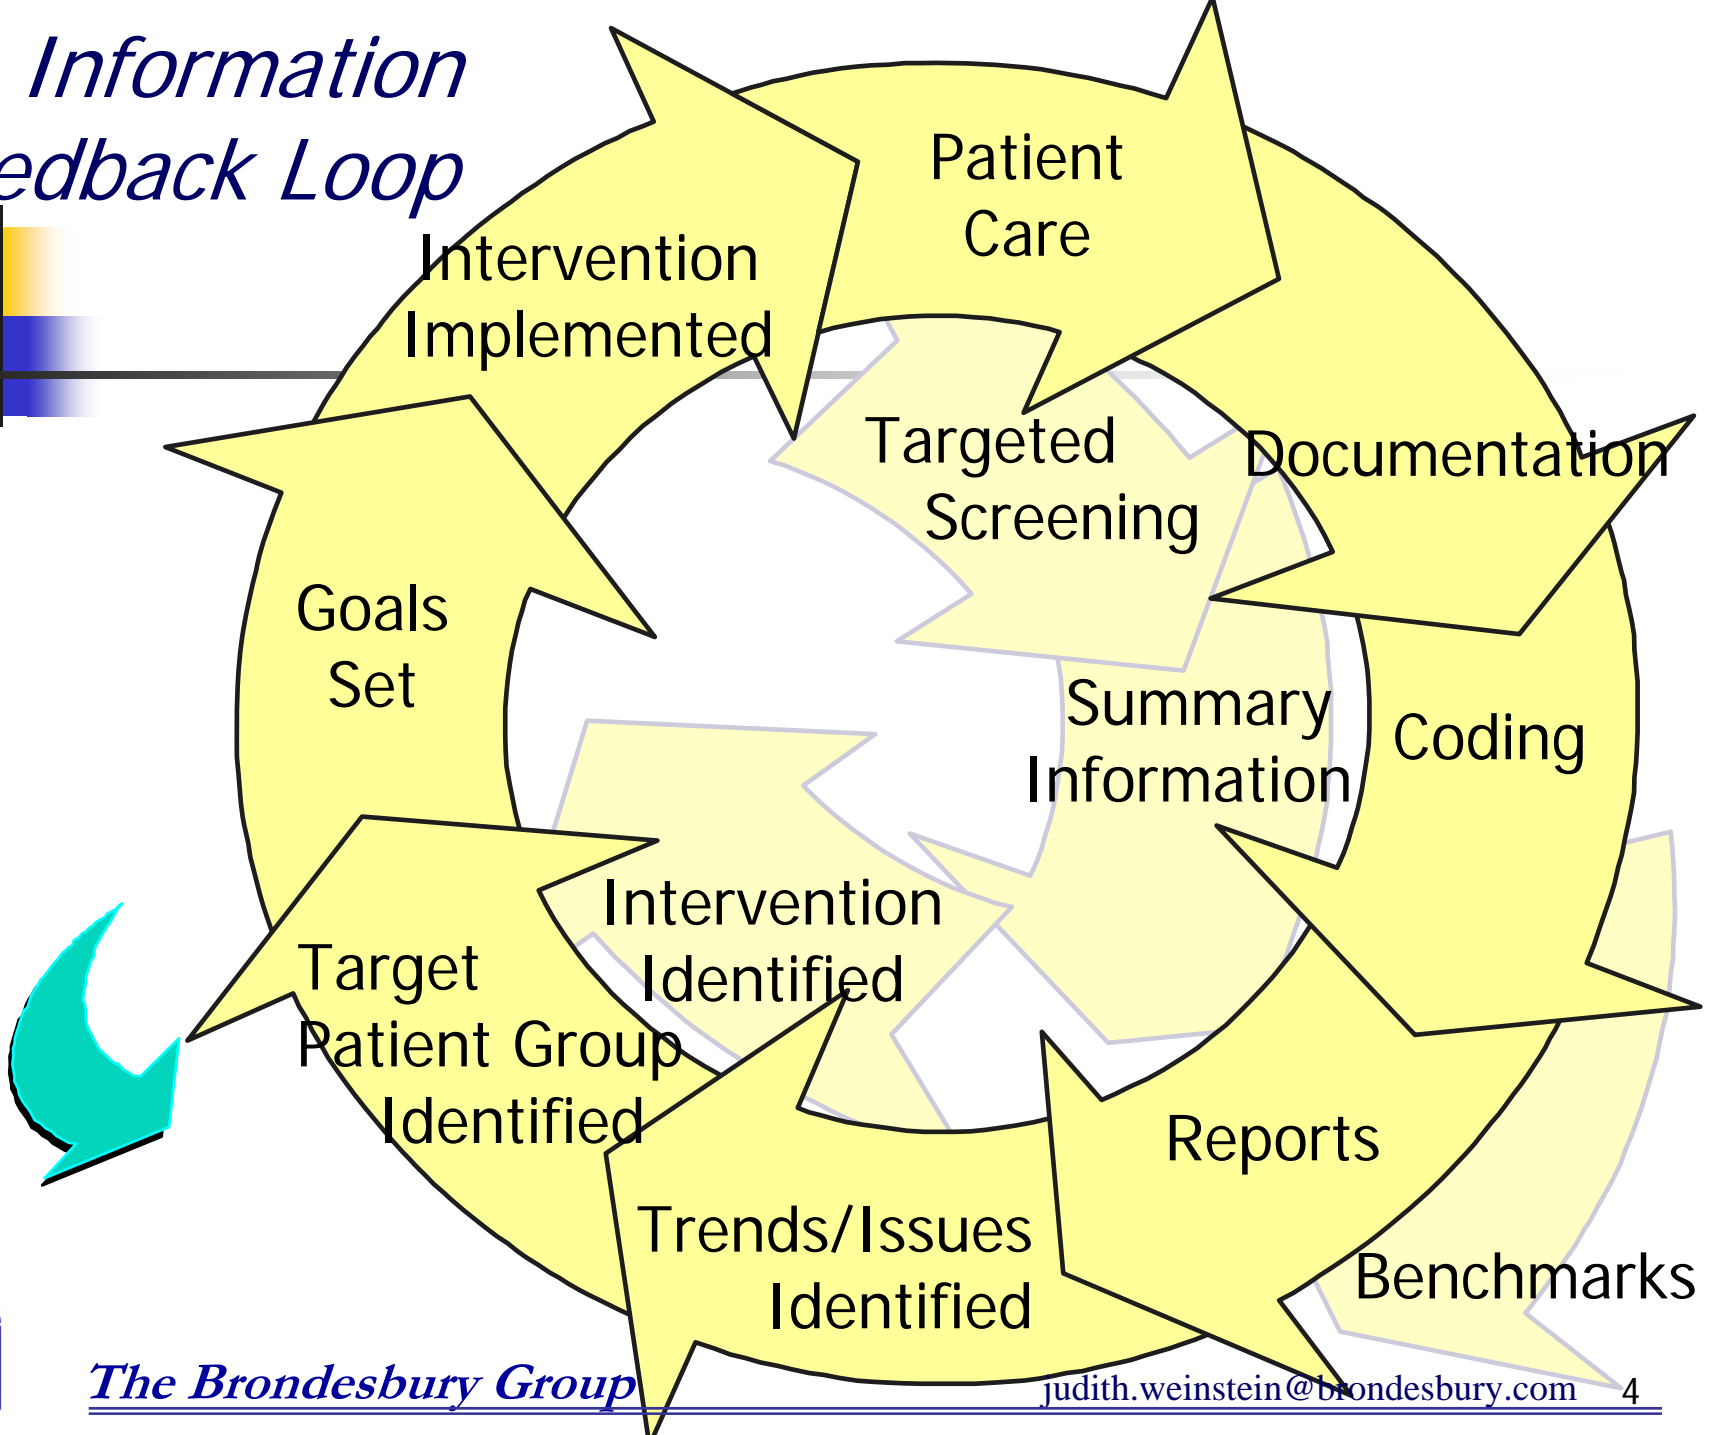 Information
edback Loop
Patient
Care
Intervention
Implemented
Targeted
Screening
Documentation
Goals
Set
Summary
Information
Coding
Intervention
Identified
Target
Patient Group
Identified
Reports
Trends/Issues
Identified
Benchmarks
The Brondesbury Group
judith.weinstein@brondesbury.com
4